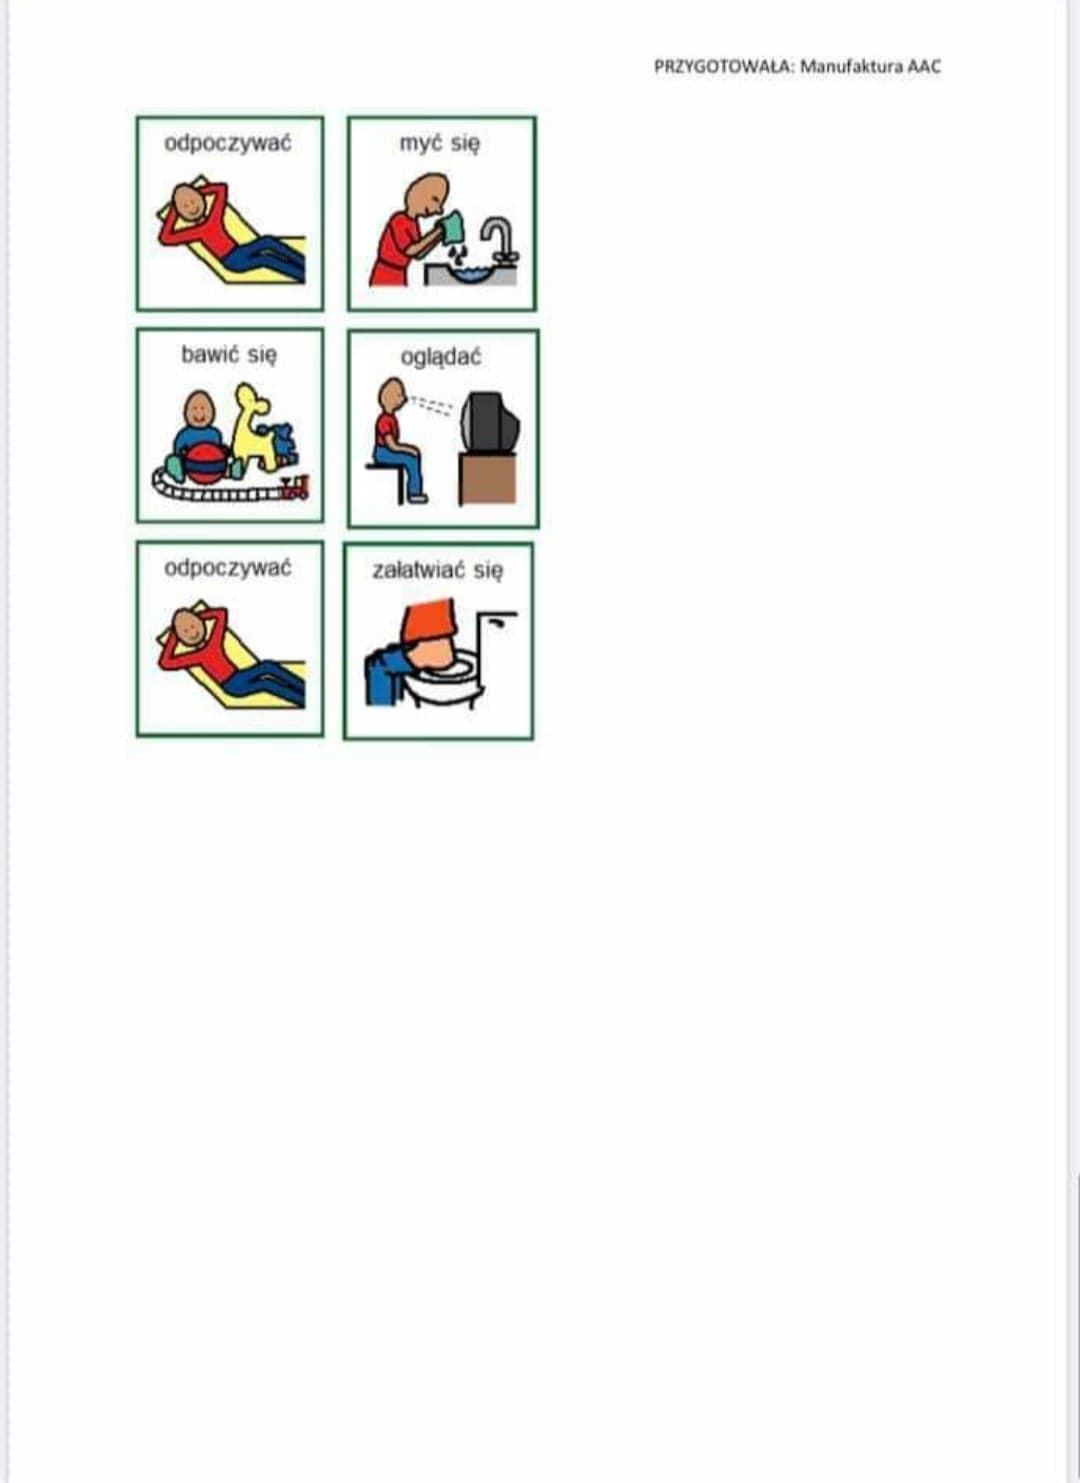 PRZYGOTOWAŁA: Manufaktura AAC
odpoczywać
myć się
bawić się
oglądać
odpoczywać
załatwiać się